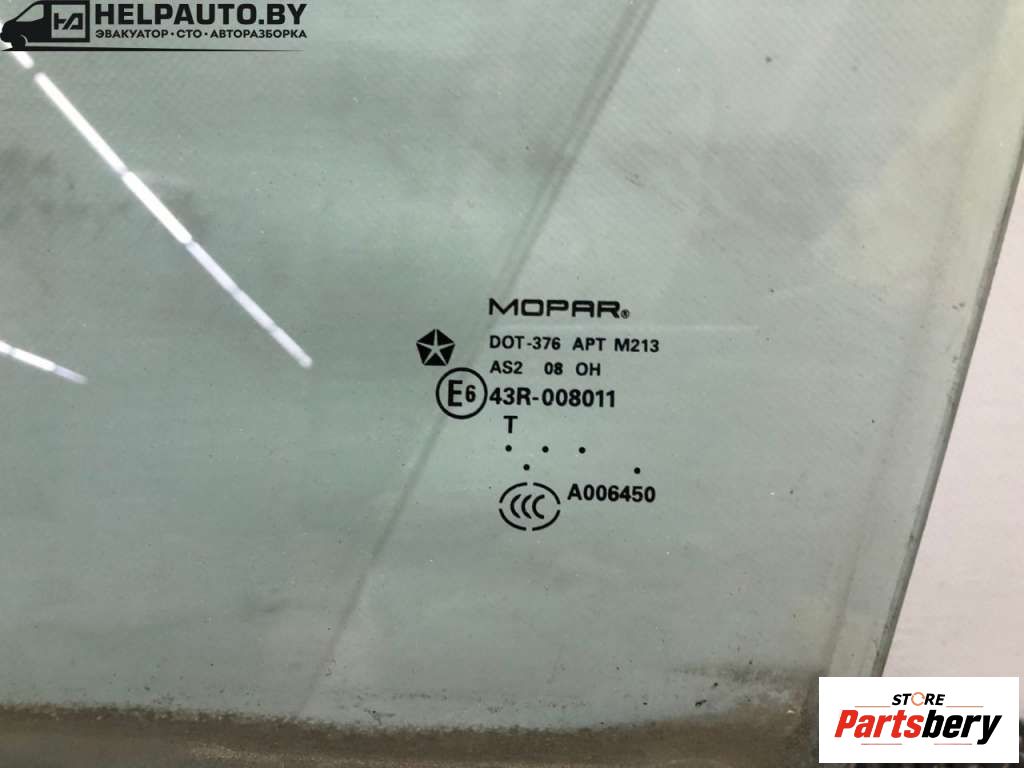 HELPAUTO.BY
ЭВАКУАТОР • СТО • АВТОРАЗБОРКА
MOPAR®
DOT-376 APT M213
AS2 08 OH
E6 43R-008011
T
CCC A006450
STORE
Partsbery